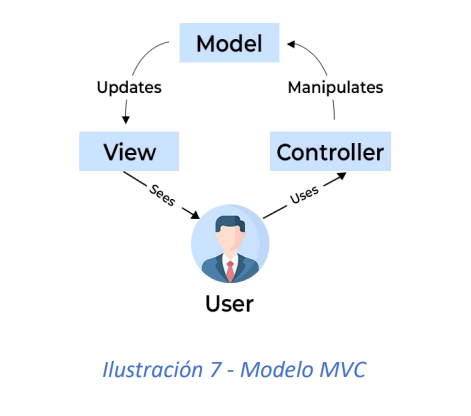 Model
Updates
Manipulates
View
Controller
Sees
Uses
User
Ilustración 7 - Modelo MVC